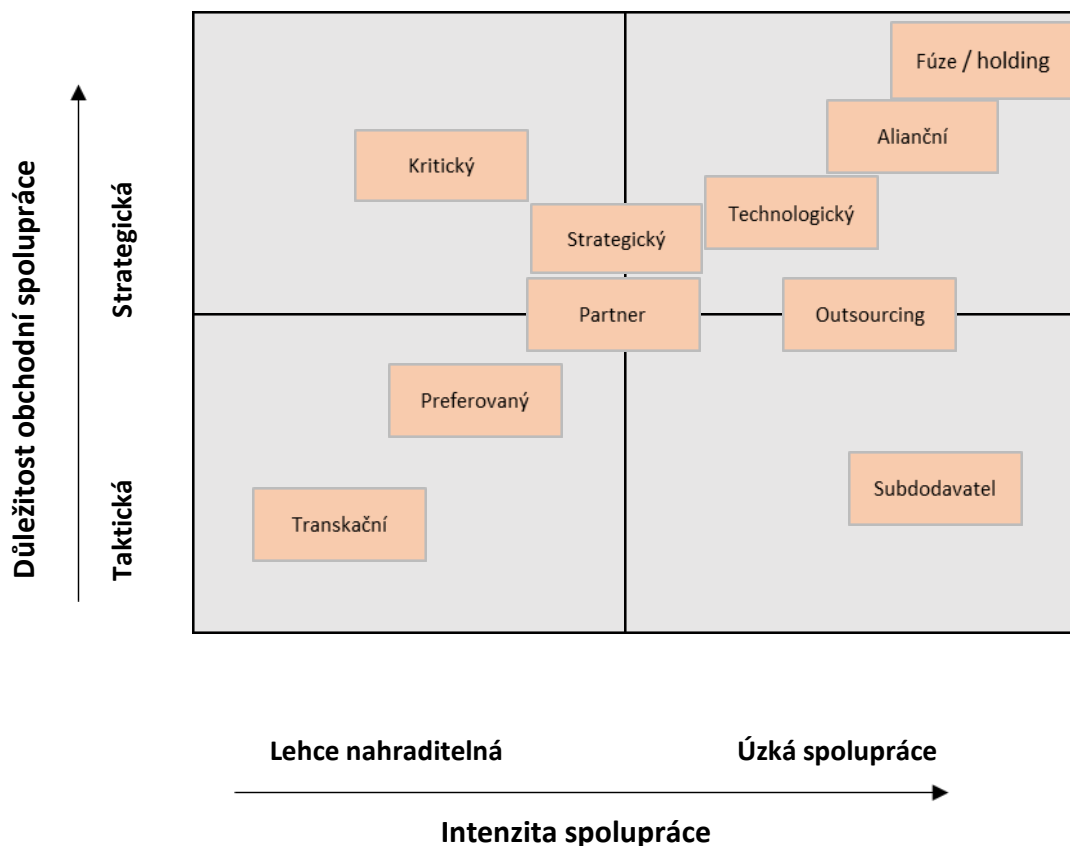 Fúze / holding
Alianční
Kritický
Technologický
Strategický
Partner
Outsourcing
Preferovaný
Subdodavatel
Transkační
Důležitost obchodní spolupráce
Strategická
Taktická
Lehce nahraditelná
Úzká spolupráce
Intenzita spolupráce